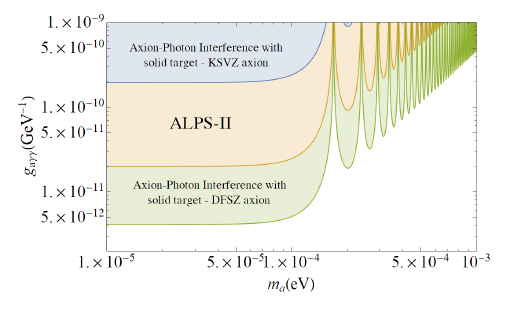 1.×10⁻⁹
5.×10⁻¹⁰
1.×10⁻¹⁰
5.×10⁻¹¹
1.×10⁻¹¹
5.×10⁻¹²
gaγγ(GeV⁻¹)
Axion-Photon Interference with
solid target - KSVZ axion
ALPS-II
Axion-Photon Interference with
solid target - DFSZ axion
1.×10⁻⁵
5.×10⁻⁵
1.×10⁻⁴
5.×10⁻⁴
10⁻³
ma(eV)